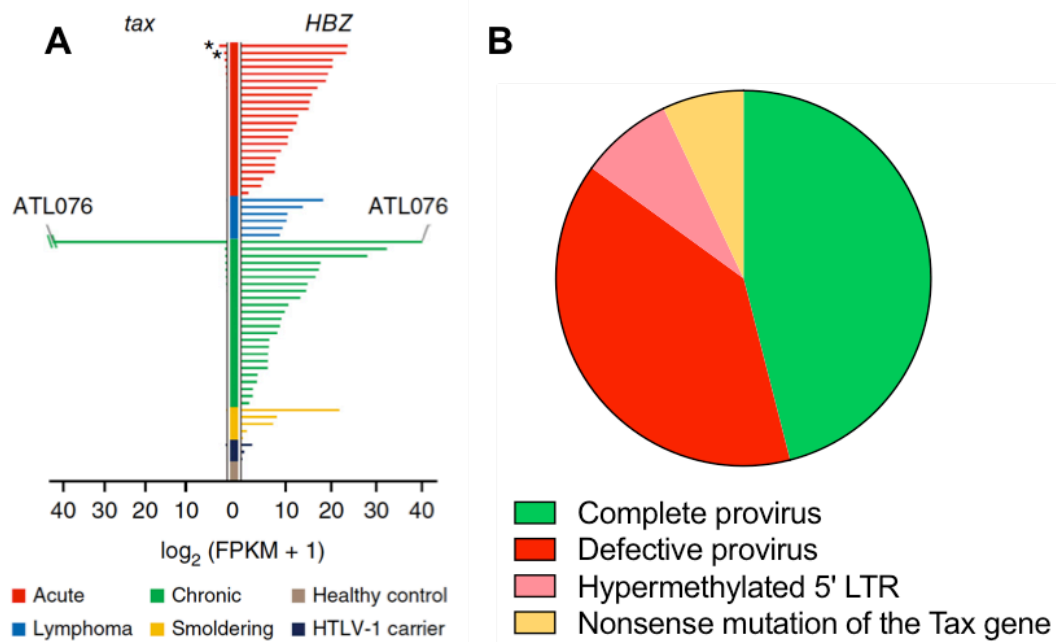 A
tax
HBZ
*
*
ATL076
ATL076
40 30 20 10 0 10 20 30 40
log2 (FPKM + 1)
Acute
Chronic
Healthy control
Lymphoma
Smoldering
HTLV-1 carrier
B
Complete provirus
Defective provirus
Hypermethylated 5' LTR
Nonsense mutation of the Tax gene